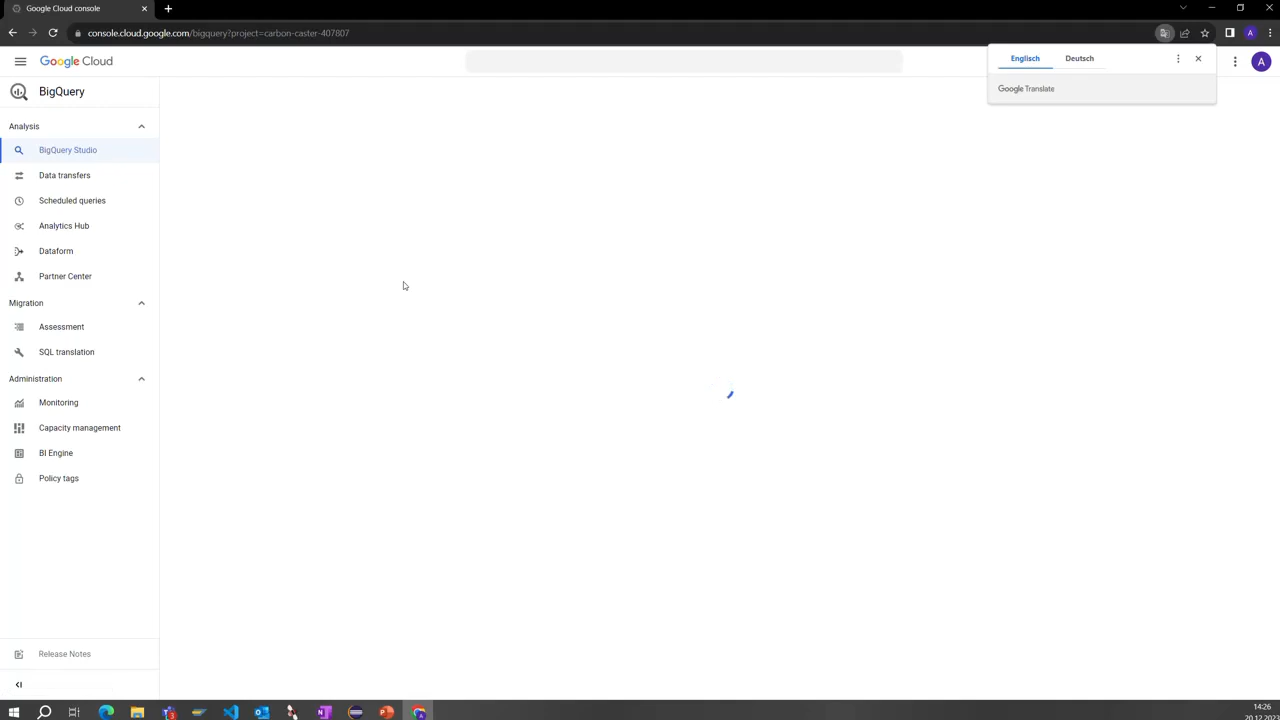 Google Cloud console
console.cloud.google.com/bigquery?project=carbon-caster-407807
A
Google Cloud
A
Englisch
Deutsch
Google Translate
BigQuery
Analysis
BigQuery Studio
Data transfers
Scheduled queries
Analytics Hub
Dataform
Partner Center
Migration
Assessment
SQL translation
Administration
Monitoring
Capacity management
BI Engine
Policy tags
Release Notes
14:26
20.12.2023